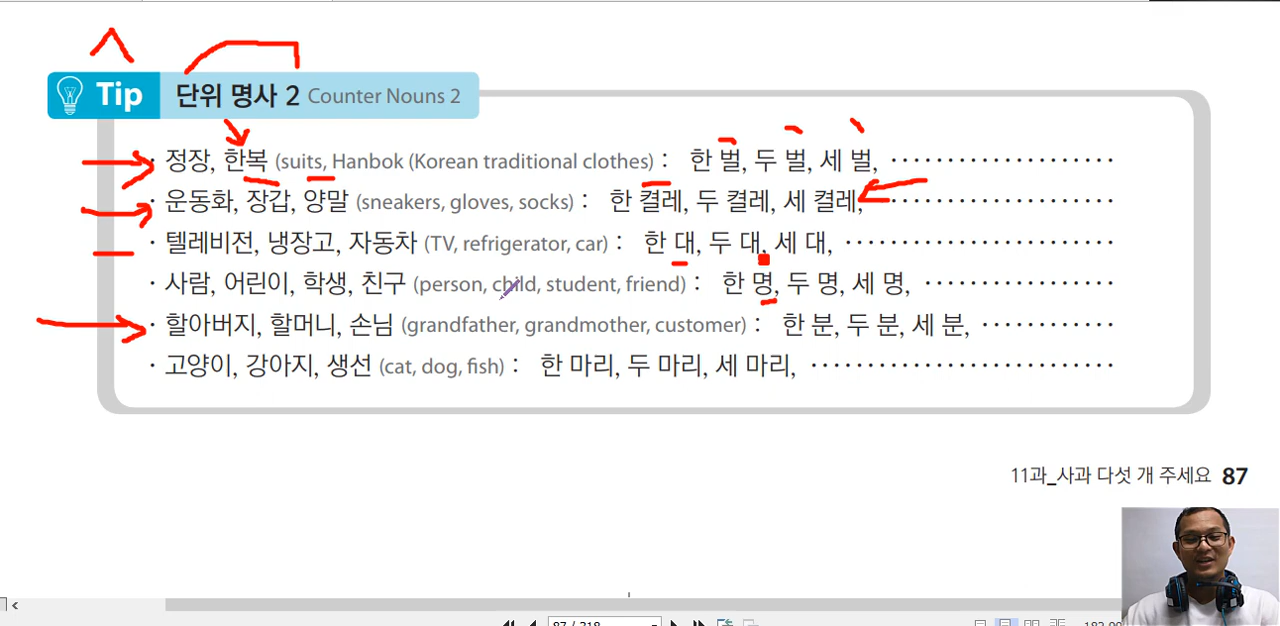 Tip 단위 명사 2 Counter Nouns 2
· 정장, 한복 (suits, Hanbok (Korean traditional clothes) : 한 벌, 두 벌, 세 벌, ······················
· 운동화, 장갑, 양말 (sneakers, gloves, socks) : 한 켤레, 두 켤레, 세 켤레, ······················
· 텔레비전, 냉장고, 자동차 (TV, refrigerator, car) : 한 대, 두 대, 세 대, ··························
· 사람, 어린이, 학생, 친구 (person, child, student, friend) : 한 명, 두 명, 세 명, ···················
· 할아버지, 할머니, 손님 (grandfather, grandmother, customer) : 한 분, 두 분, 세 분, ············
· 고양이, 강아지, 생선 (cat, dog, fish) : 한 마리, 두 마리, 세 마리, ·····························
11과_사과 다섯 개 주세요 87